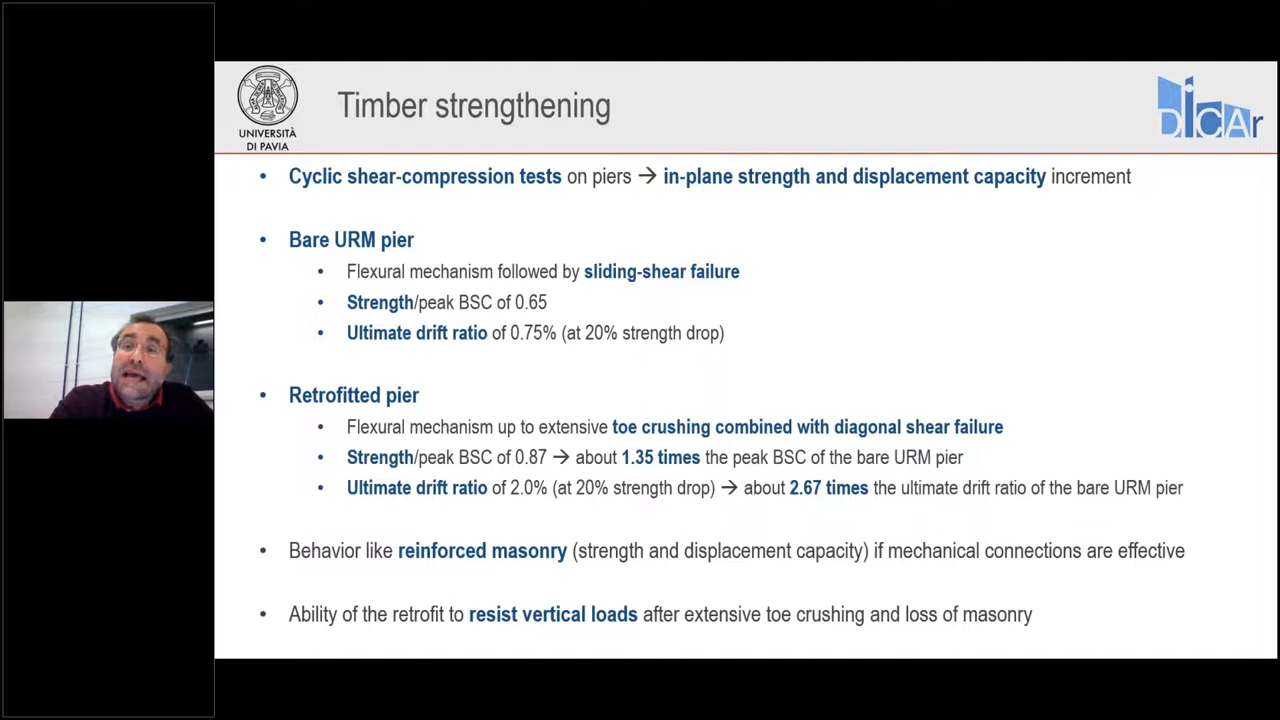 UNIVERSITÀ
DI PAVIA
Timber strengthening
DICAr
• Cyclic shear-compression tests on piers → in-plane strength and displacement capacity increment
• Bare URM pier
• Flexural mechanism followed by sliding-shear failure
• Strength/peak BSC of 0.65
• Ultimate drift ratio of 0.75% (at 20% strength drop)
• Retrofitted pier
• Flexural mechanism up to extensive toe crushing combined with diagonal shear failure
• Strength/peak BSC of 0.87 → about 1.35 times the peak BSC of the bare URM pier
• Ultimate drift ratio of 2.0% (at 20% strength drop) → about 2.67 times the ultimate drift ratio of the bare URM pier
• Behavior like reinforced masonry (strength and displacement capacity) if mechanical connections are effective
• Ability of the retrofit to resist vertical loads after extensive toe crushing and loss of masonry